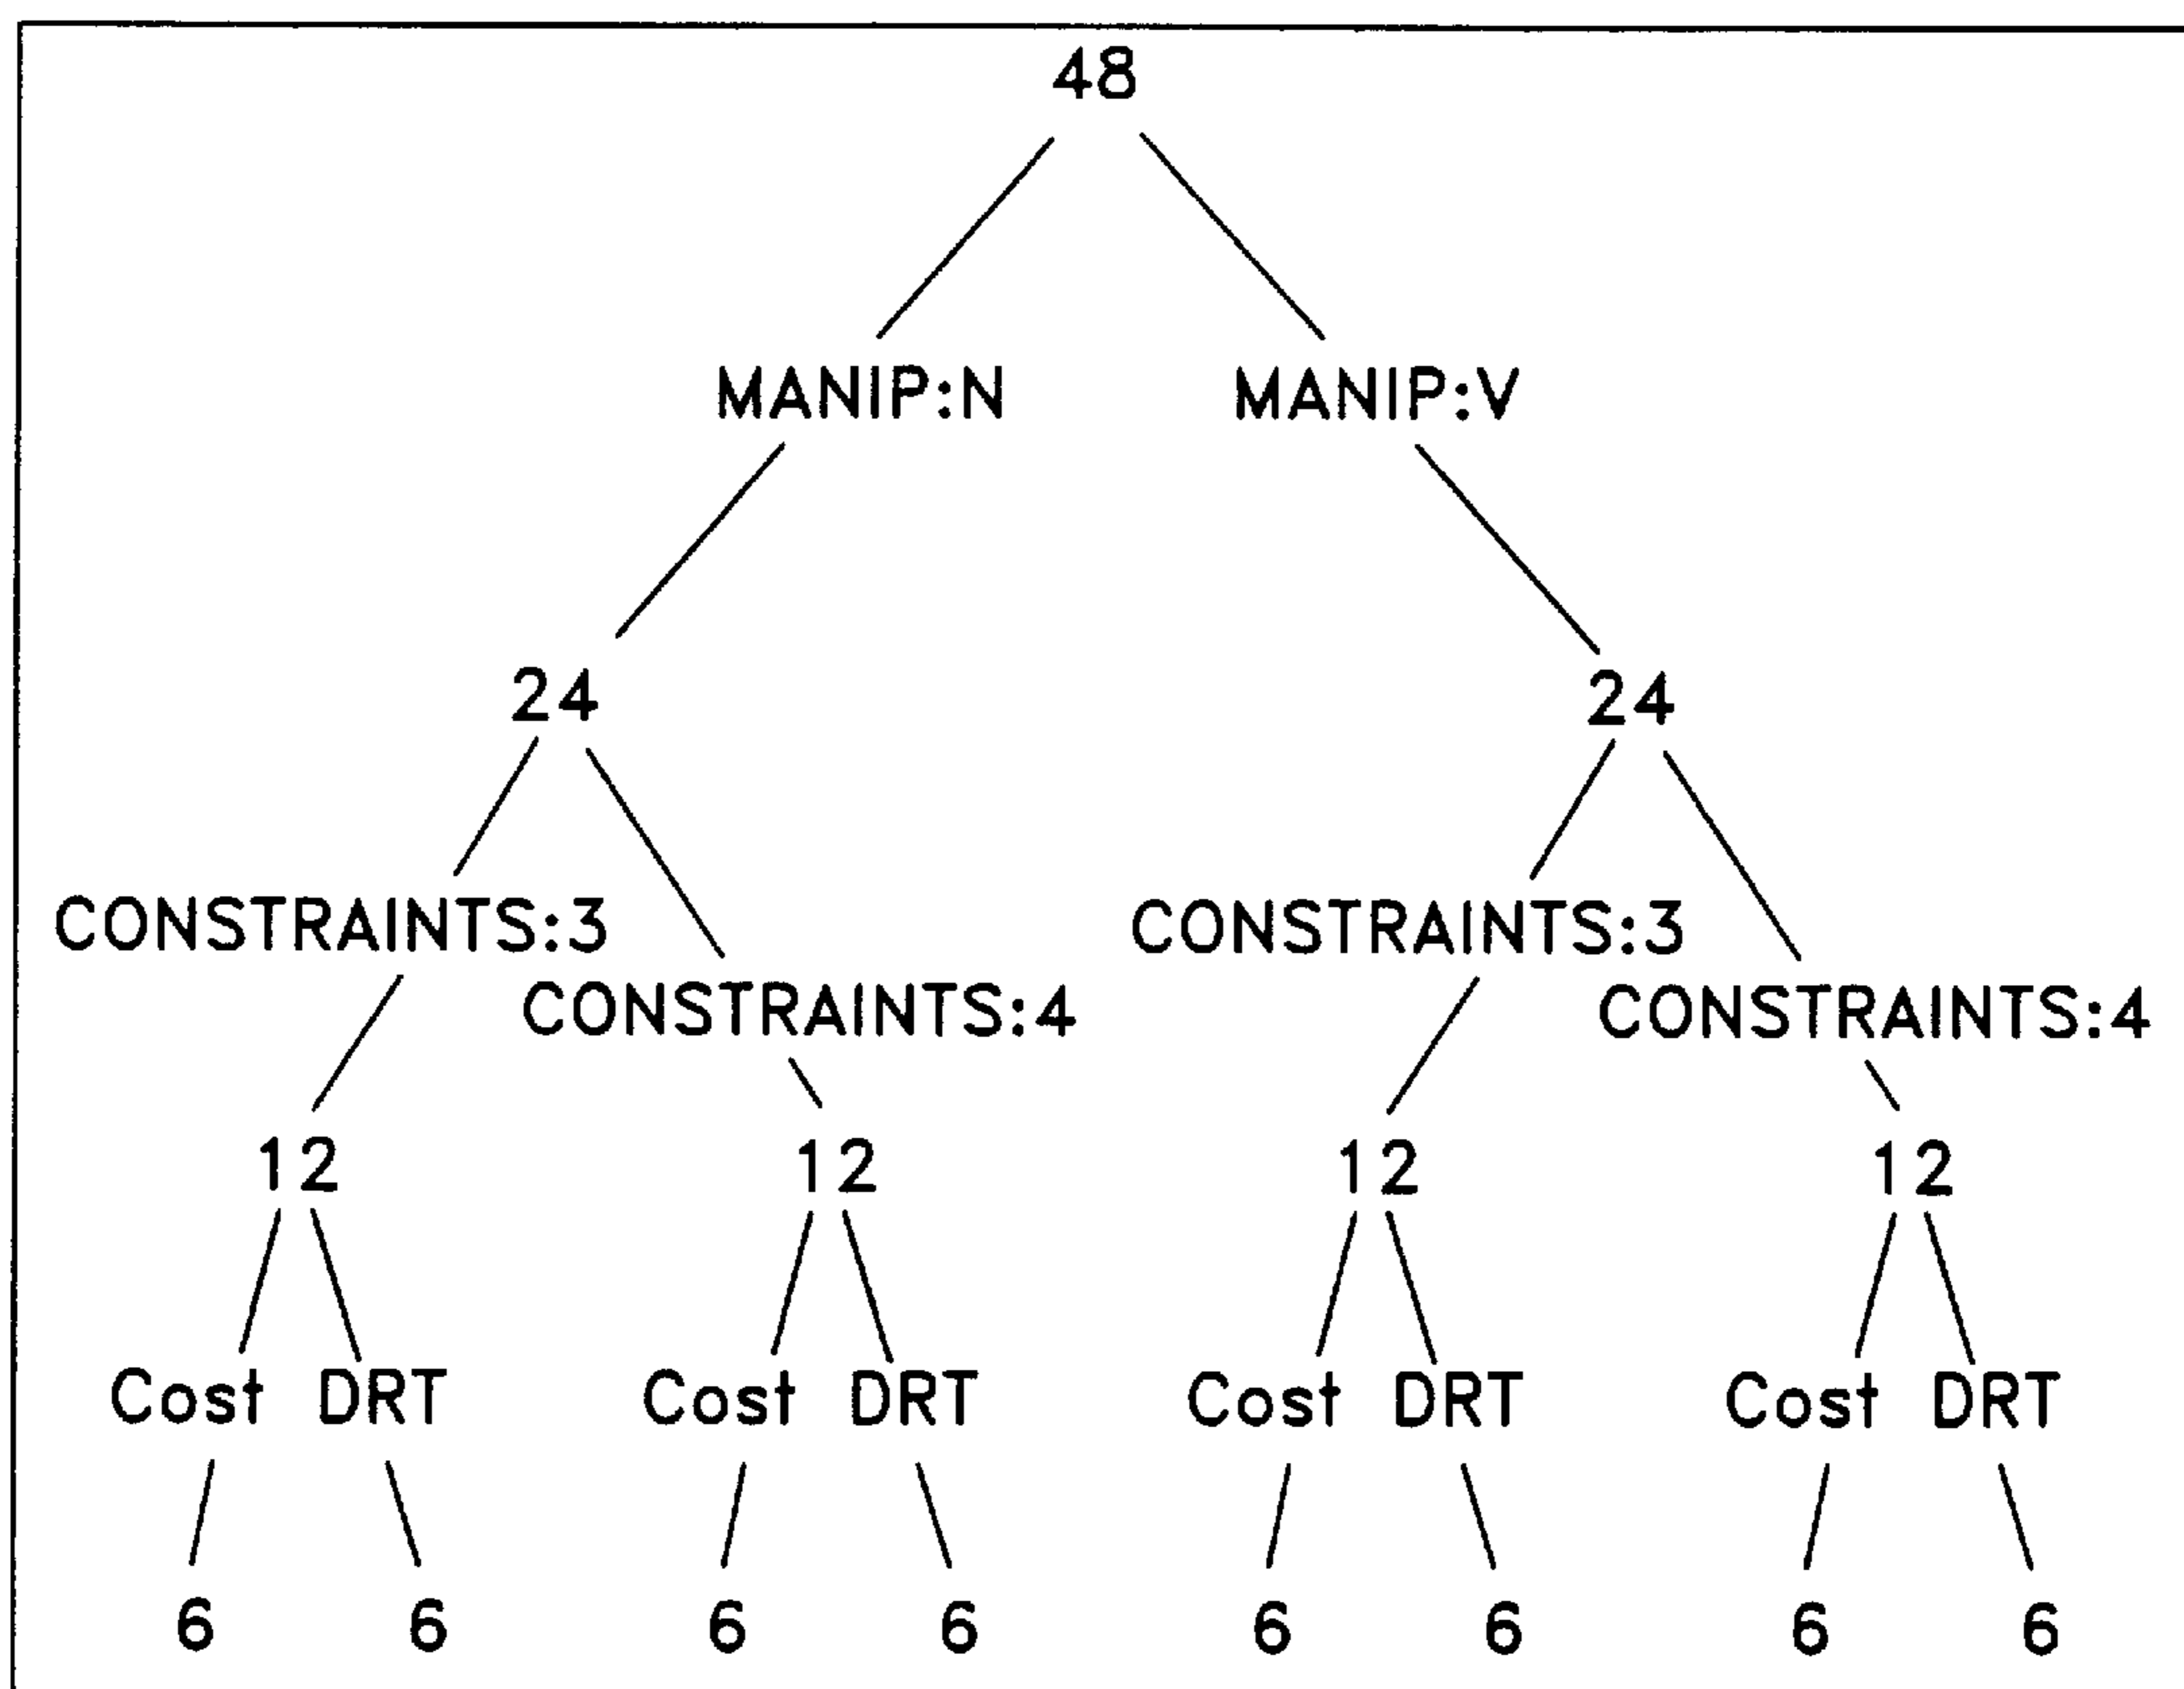 48
MANIP:N MANIP:V
24 24
CONSTRAINTS:3 CONSTRAINTS:3
CONSTRAINTS:4 CONSTRAINTS:4
12 12 12 12
Cost DRT Cost DRT Cost DRT Cost DRT
6 6 6 6 6 6 6 6